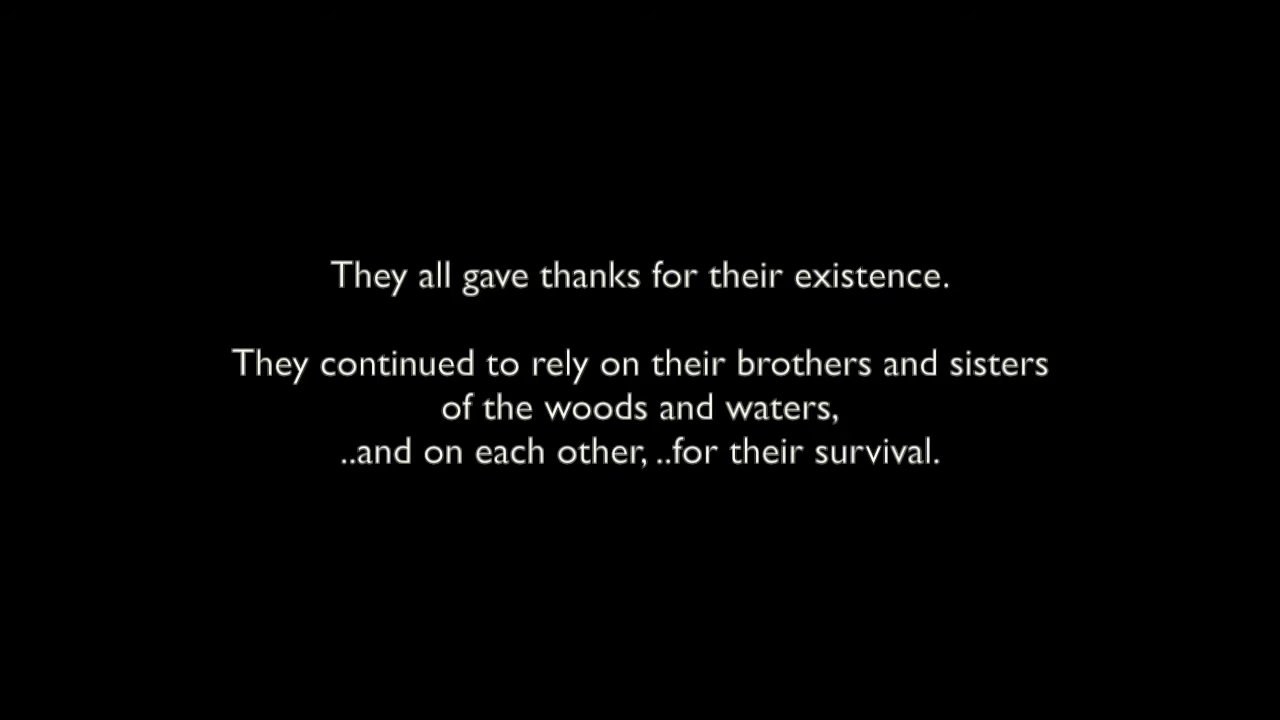 They all gave thanks for their existence.
They continued to rely on their brothers and sisters
of the woods and waters,
..and on each other, ..for their survival.